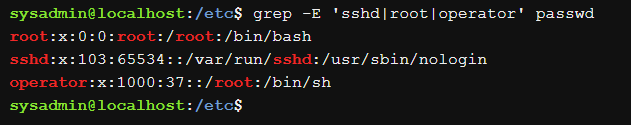 sysadmin@localhost:/etc$ grep -E 'sshd|root|operator' passwd
root:x:0:0:root:/root:/bin/bash
sshd:x:103:65534::/var/run/sshd:/usr/sbin/nologin
operator:x:1000:37::/root:/bin/sh
sysadmin@localhost:/etc$